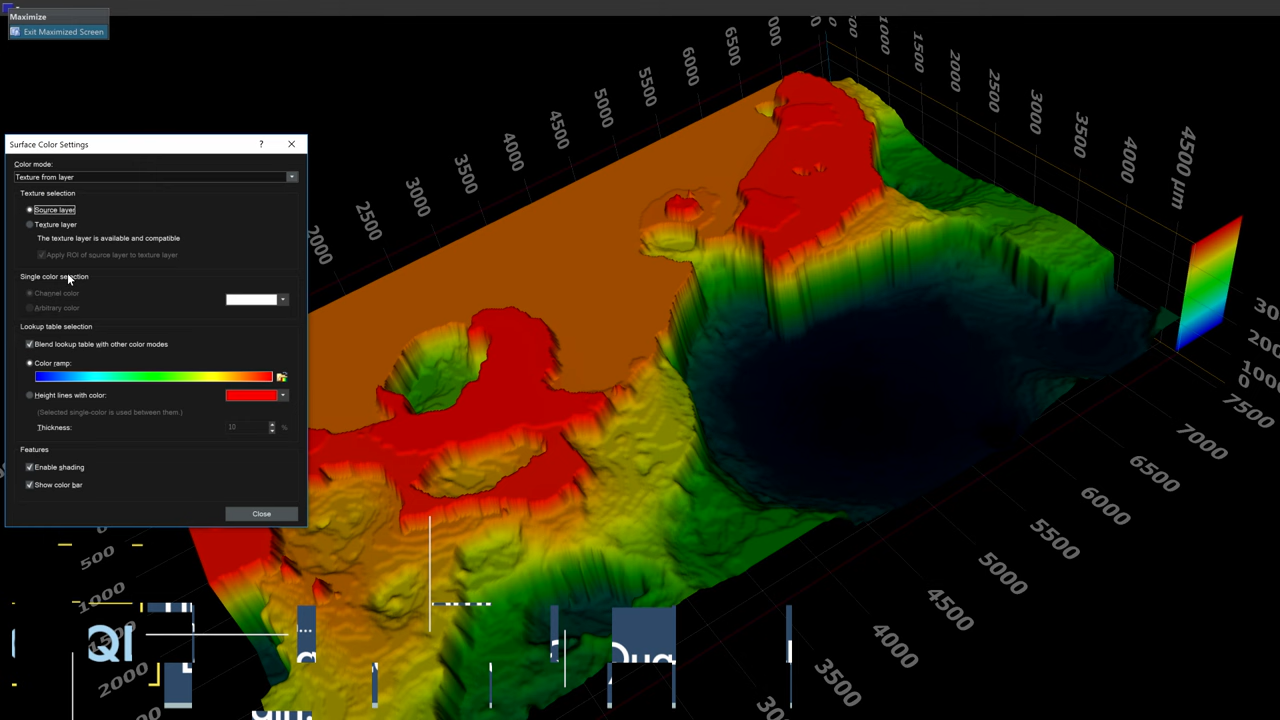 Maximize
Exit Maximized Screen
Surface Color Settings
?
Color mode:
Texture from layer
Texture selection
Source layer
Texture layer
The texture layer is available and compatible
Apply ROI of source layer to texture layer
Single color selection
Channel color
Arbitrary color
Lookup table selection
Blend lookup table with other color modes
Color ramp:
Height lines with color:
(Selected single-color is used between them.)
Thickness:
10
%
Features
Enable shading
Show color bar
Close
2000
2500
3000
3500
4000
4500
5000
5500
6000
6500
1000
1500
2000
2500
3000
3500
4000
4500 µm
0
7500
7000
6500
6000
5500
5000
4500
4000
3500
500
1000
1500
2000
QI